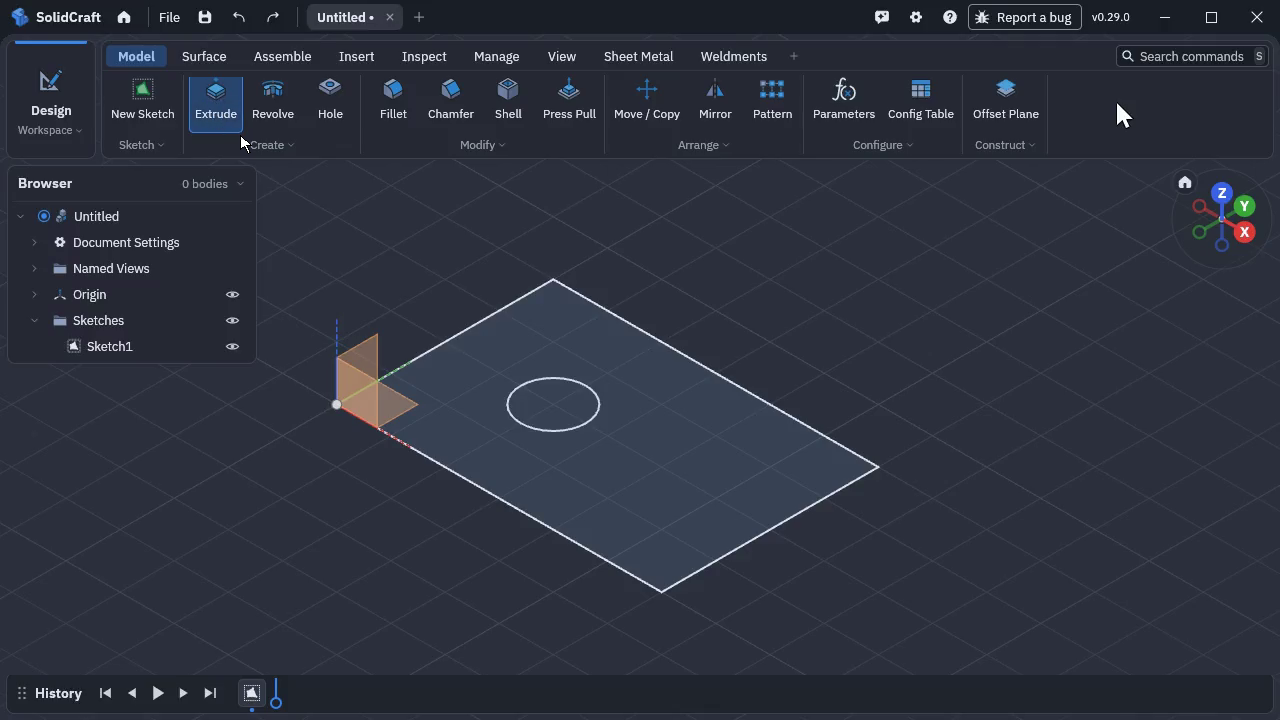 SolidCraft
File
Untitled •
Report a bug
v0.29.0
Design
Workspace
Model
Surface
Assemble
Insert
Inspect
Manage
View
Sheet Metal
Weldments
Search commands
S
New Sketch
Extrude
Revolve
Hole
Fillet
Chamfer
Shell
Press Pull
Move / Copy
Mirror
Pattern
Parameters
Config Table
Offset Plane
Sketch
Create
Modify
Arrange
Configure
Construct
Browser
0 bodies
Untitled
Document Settings
Named Views
Origin
Sketches
Sketch1
Z
Y
X
History